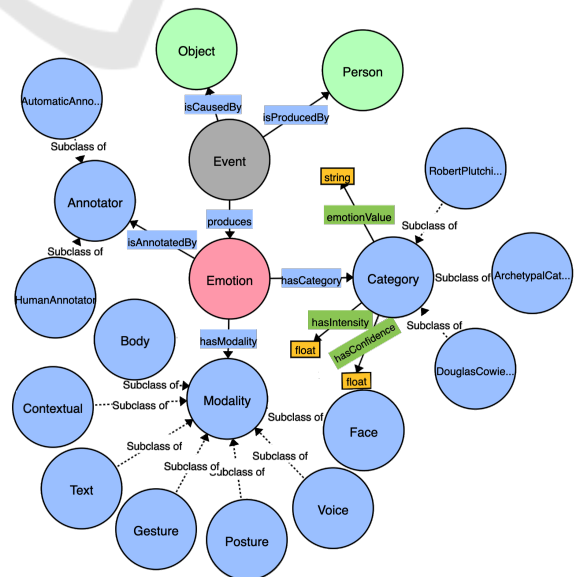 Object
Person
AutomaticAnno...
isCausedBy
isProducedBy
Subclass of
Event
string
RobertPlutchi...
Annotator
produces
emotionValue
Subclass of
isAnnotatedBy
Subclass of
HumanAnnotator
Emotion
hasCategory
Category
Subclass of
ArchetypalCat...
hasIntensity
Subclass of
Body
hasModality
float
hasConfidence
DouglasCowie...
float
Subclass of
Contextual
Subclass of
Modality
Subclass of
Face
Text
Subclass of
Subclass of
Subclass of
Subclass of
Gesture
Posture
Voice